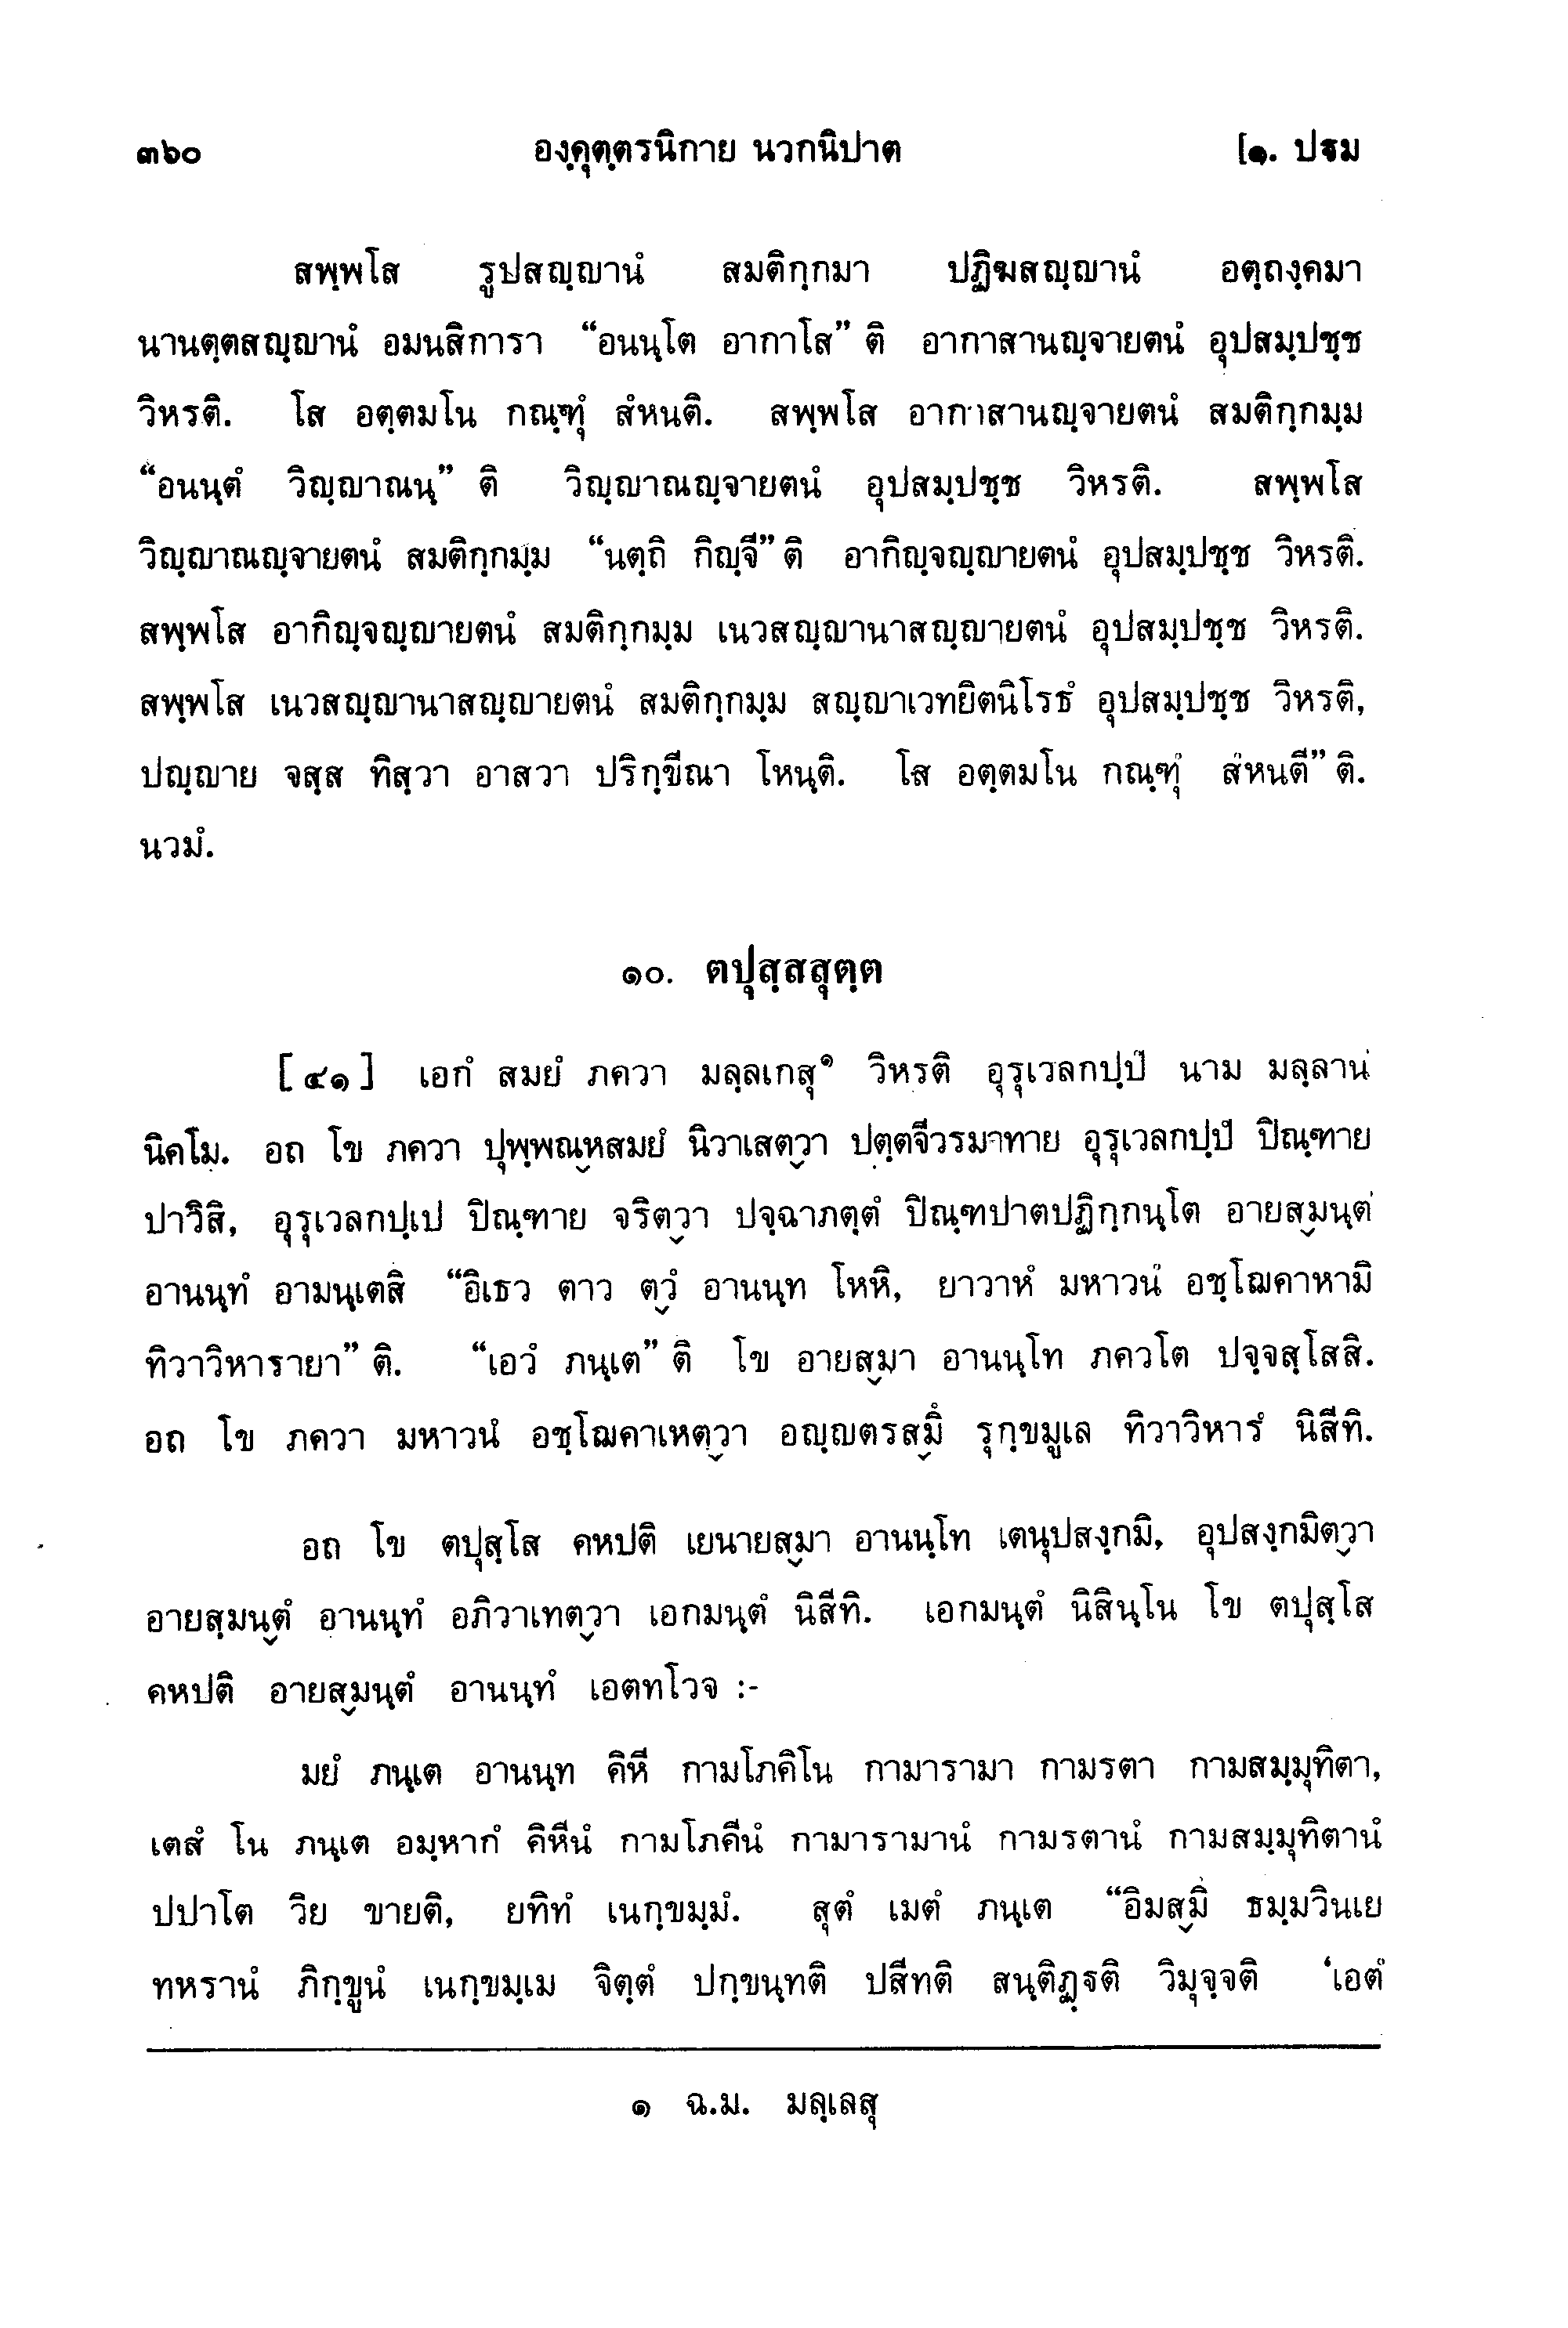 ๓๖๐ องฺคุตฺตรนิกาย นวกนิปาต [๑. ปฐม
สพฺพโส รูปสญฺญานํ สมติกฺกมา ปฏิฆสญฺญานํ อตฺถงฺคมา
นานตฺตสญฺญานํ อมนสิการา “อนนฺโต อากาโส” ติ อากาสานญฺจายตนํ อุปสมฺปชฺช
วิหรติ. โส อตฺตมโน กณฺฑุํ สํหนติ. สพฺพโส อากาสานญฺจายตนํ สมติกฺกมฺม
“อนนฺตํ วิญฺญาณนฺ” ติ วิญฺญาณญฺจายตนํ อุปสมฺปชฺช วิหรติ. สพฺพโส
วิญฺญาณญฺจายตนํ สมติกฺกมฺม “นตฺถิ กิญฺจี” ติ อากิญฺจญฺญายตนํ อุปสมฺปชฺช วิหรติ.
สพฺพโส อากิญฺจญฺญายตนํ สมติกฺกมฺม เนวสญฺญานาสญฺญายตนํ อุปสมฺปชฺช วิหรติ.
สพฺพโส เนวสญฺญานาสญฺญายตนํ สมติกฺกมฺม สญฺญาเวทยิตนิโรธํ อุปสมฺปชฺช วิหรติ,
ปญฺญาย จสฺส ทิสฺวา อาสวา ปริกฺขีณา โหนฺติ. โส อตฺตมโน กณฺฑุํ สํหนตี” ติ.
นวมํ.
๑๐. ตปุสฺสสุตฺต
[๔๑] เอกํ สมยํ ภควา มลฺลเกสุ๑ วิหรติ อุรุเวลกปฺปํ นาม มลฺลานํ
นิคโม. อถ โข ภควา ปุพฺพณฺหสมยํ นิวาเสตฺวา ปตฺตจีวรมาทาย อุรุเวลกปฺปํ ปิณฺฑาย
ปาวิสิ, อุรุเวลกปฺเป ปิณฺฑาย จริตฺวา ปจฺฉาภตฺตํ ปิณฺฑปาตปฏิกฺกนฺโต อายสฺมนฺตํ
อานนฺทํ อามนฺเตสิ “อิเธว ตาว ตฺวํ อานนฺท โหหิ, ยาวาหํ มหาวนํ อชฺโฌคาหามิ
ทิวาวิหารายา” ติ. “เอวํ ภนฺเต” ติ โข อายสฺมา อานนฺโท ภควโต ปจฺจสฺโสสิ.
อถ โข ภควา มหาวนํ อชฺโฌคาเหตฺวา อญฺญตรสฺมึ รุกฺขมูเล ทิวาวิหารํ นิสีทิ.
อถ โข ตปุสฺโส คหปติ เยนายสฺมา อานนฺโท เตนุปสงฺกมิ, อุปสงฺกมิตฺวา
อายสฺมนฺตํ อานนฺทํ อภิวาเทตฺวา เอกมนฺตํ นิสีทิ. เอกมนฺตํ นิสินฺโน โข ตปุสฺโส
คหปติ อายสฺมนฺตํ อานนฺทํ เอตทโวจ :-
มยํ ภนฺเต อานนฺท คิหี กามโภคิโน กามารามา กามรตา กามสมฺมุทิตา,
เตสํ โน ภนฺเต อมฺหากํ คิหีนํ กามโภคีนํ กามารามานํ กามรตานํ กามสมฺมุทิตานํ
ปปาโต วิย ขายติ, ยทิทํ เนกฺขมฺมํ. สุตํ เมตํ ภนฺเต “อิมสฺมึ ธมฺมวินเย
ทหรานํ ภิกฺขูนํ เนกฺขมฺเม จิตฺตํ ปกฺขนฺทติ ปสีทติ สนฺติฏฺฐติ วิมุจฺจติ ‘เอตํ
๑ ฉ.ม. มลฺเลสุ